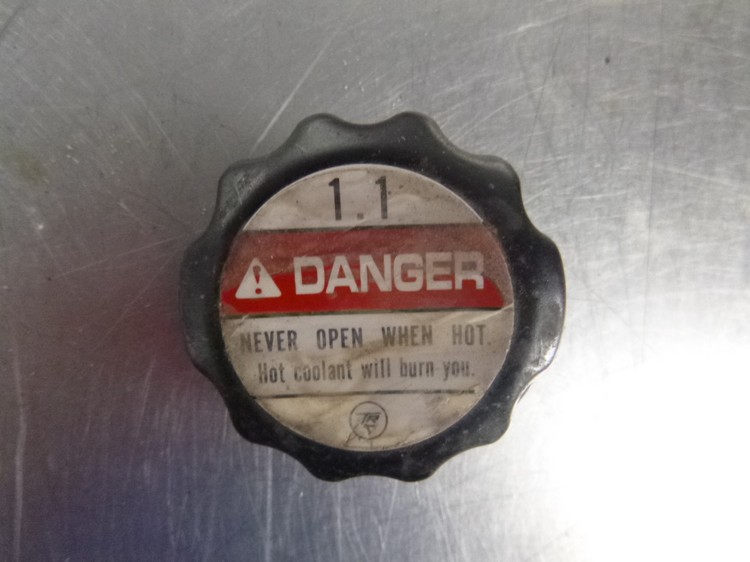 1.1
DANGER
NEVER OPEN WHEN HOT.
Hot coolant will burn you.